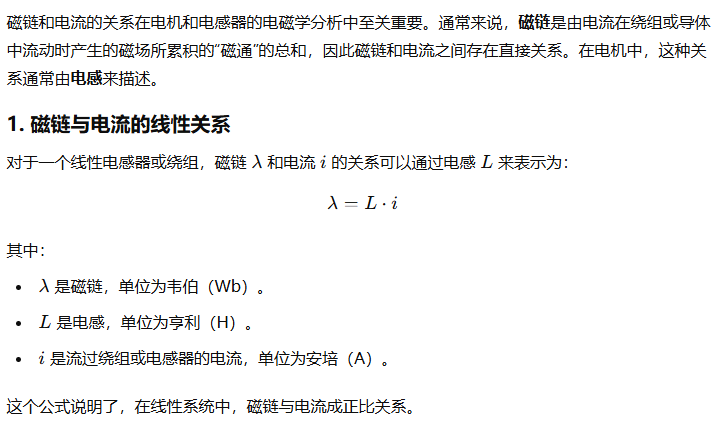 磁链和电流的关系在电机和电感器的电磁学分析中至关重要。通常来说，磁链是由电流在绕组或导体
中流动时产生的磁场所累积的“磁通”的总和，因此磁链和电流之间存在直接关系。在电机中，这种关
系通常由电感来描述。
1. 磁链与电流的线性关系
对于一个线性电感器或绕组，磁链 λ 和电流 i 的关系可以通过电感 L 来表示为：
λ = L · i
其中：
• λ 是磁链，单位为韦伯（Wb）。
• L 是电感，单位为亨利（H）。
• i 是流过绕组或电感器的电流，单位为安培（A）。
这个公式说明了，在线性系统中，磁链与电流成正比关系。